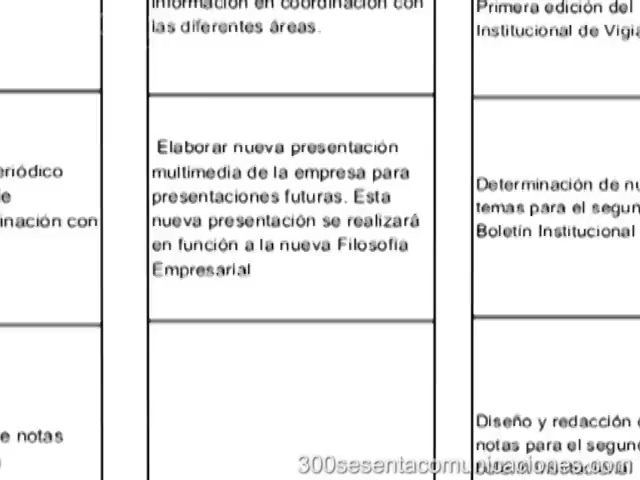 información en coordinación con
las diferentes áreas.
eriódico
e
inación con
e notas
Elaborar nueva presentación
multimedia de la empresa para
presentaciones futuras. Esta
nueva presentación se realizará
en función a la nueva Filosofía
Empresarial
Primera edición del
Institucional de Vigia
Determinación de nu
temas para el segun
Boletín Institucional
Diseño y redacción
notas para el segun
300sesentacomunicaciones.com